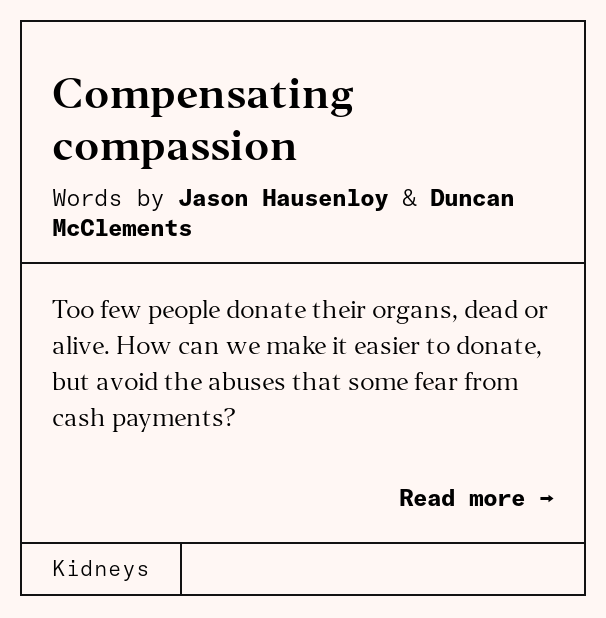 Compensating
compassion
Words by Jason Hausenloy & Duncan
McClements
Too few people donate their organs, dead or
alive. How can we make it easier to donate,
but avoid the abuses that some fear from
cash payments?
Read more →
Kidneys